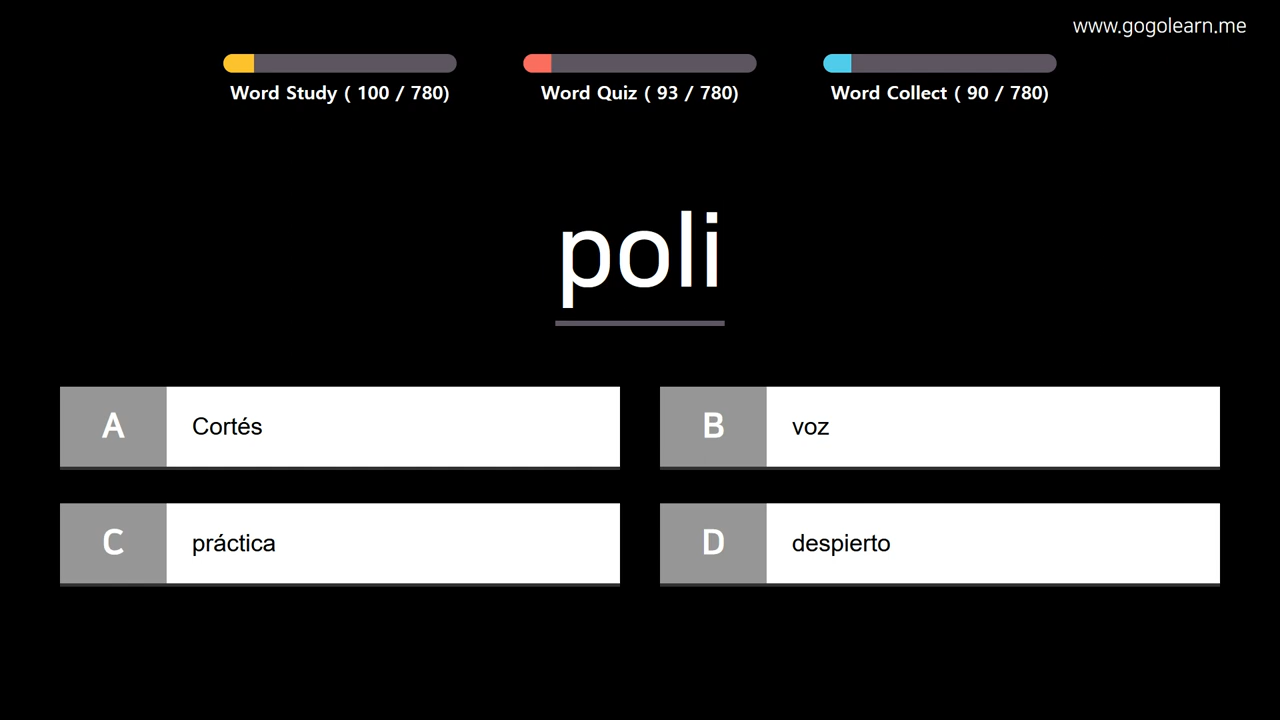 www.gogolearn.me
Word Study ( 100 / 780)
Word Quiz ( 93 / 780)
Word Collect ( 90 / 780)
poli
A Cortés
B voz
C práctica
D despierto